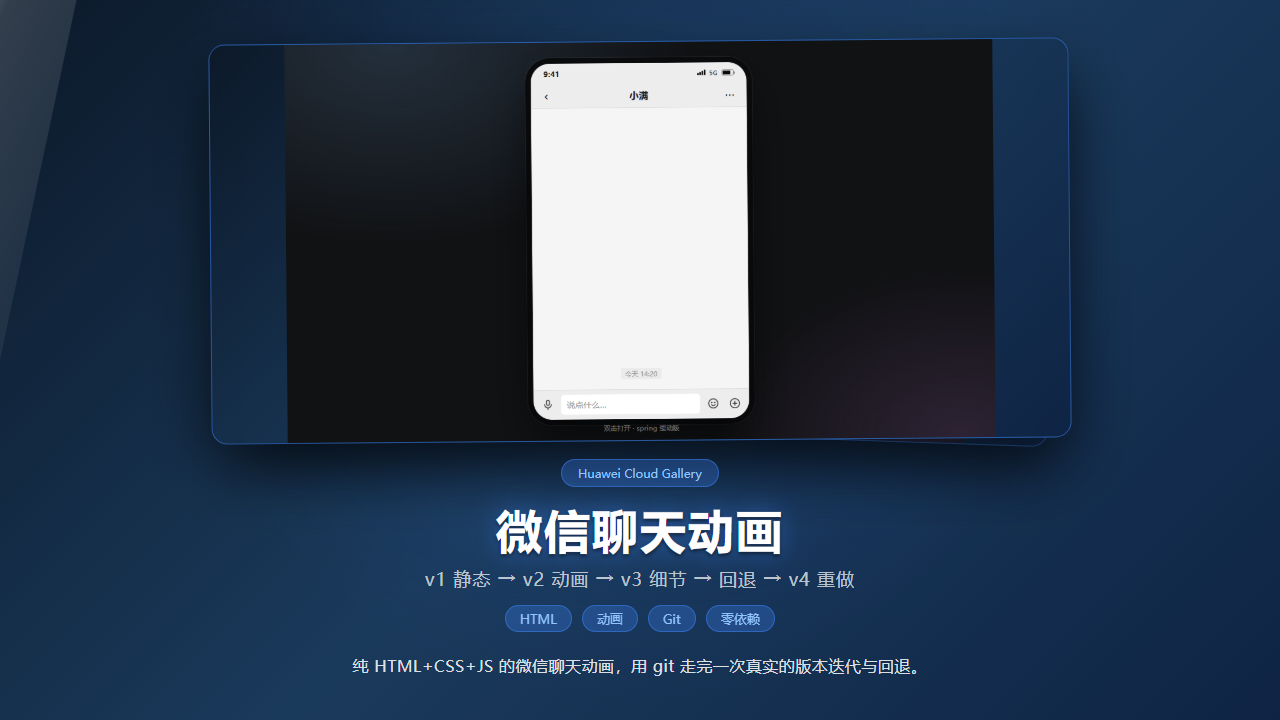 9:41
5G
小满
今天 14:20
说点什么...
双击打开 · spring 驱动版
Huawei Cloud Gallery
微信聊天动画
v1 静态 → v2 动画 → v3 细节 → 回退 → v4 重做
HTML
动画
Git
零依赖
纯 HTML+CSS+JS 的微信聊天动画，用 git 走完一次真实的版本迭代与回退。